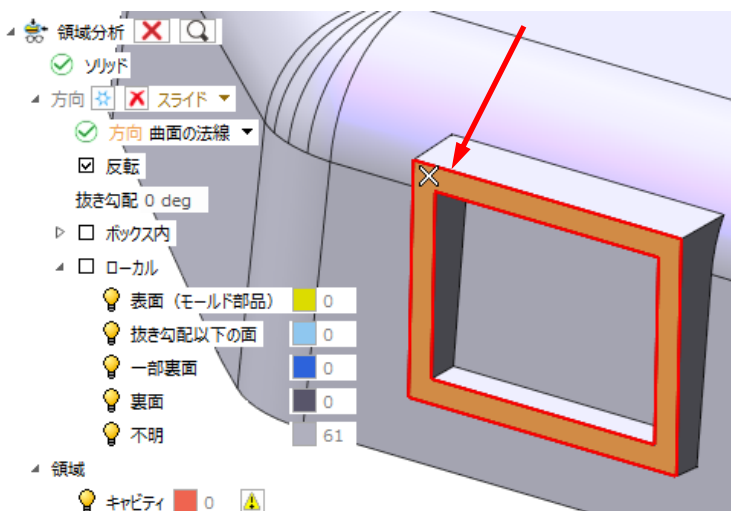 領域分析
ソリッド
方向 スライド
方向 曲面の法線
反転
抜き勾配 0 deg
ボックス内
ローカル
表面（モールド部品） 0
抜き勾配以下の面 0
一部裏面 0
裏面 0
不明 61
領域
キャビティ 0